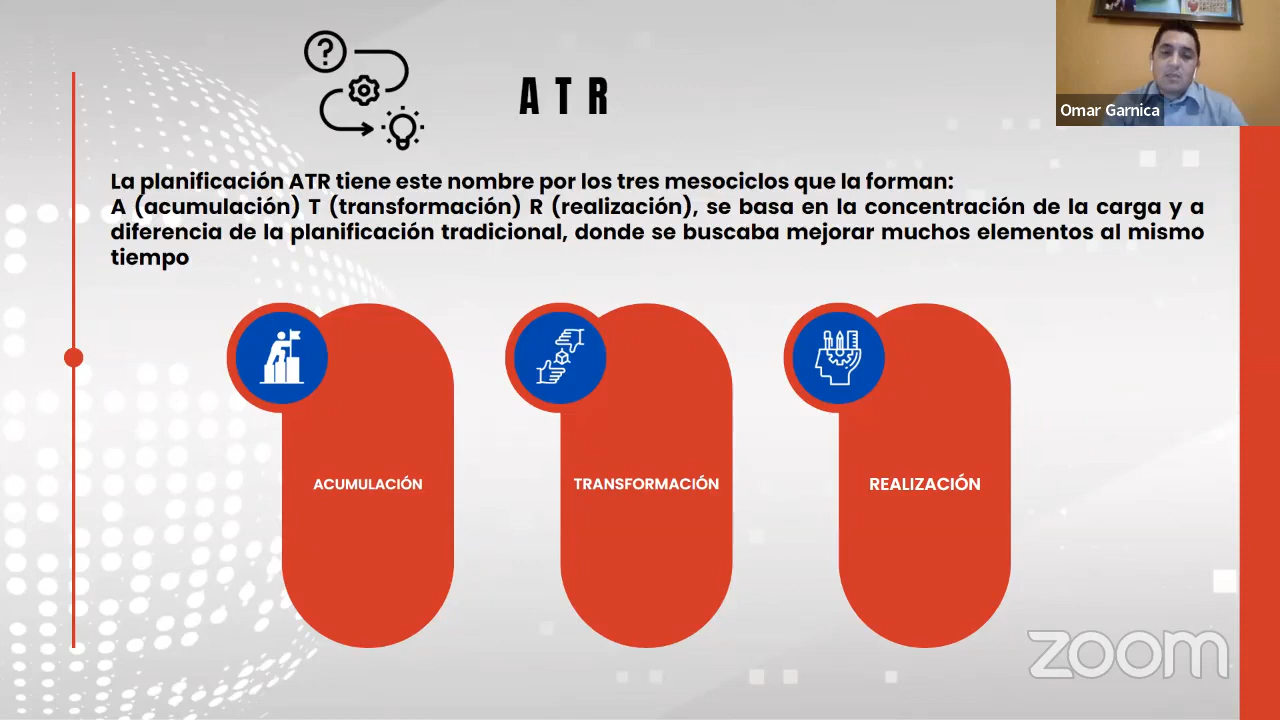 ATR
Omar Garnica
La planificación ATR tiene este nombre por los tres mesociclos que la forman:
A (acumulación) T (transformación) R (realización), se basa en la concentración de la carga y a
diferencia de la planificación tradicional, donde se buscaba mejorar muchos elementos al mismo
tiempo
ACUMULACIÓN
TRANSFORMACIÓN
REALIZACIÓN
zoom